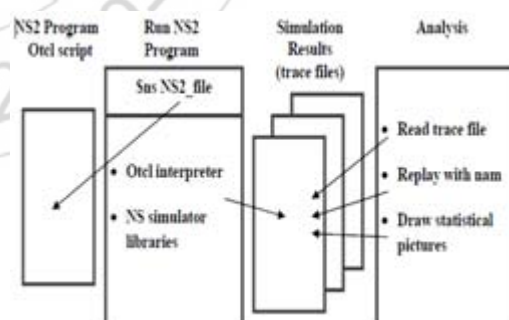 NS2 Program
Otcl script
Run NS2
Program
Simulation
Results
(trace files)
Analysis
Sns NS2_file
• Otcl interpreter
• NS simulator
libraries
• Read trace file
• Replay with nam
• Draw statistical
pictures